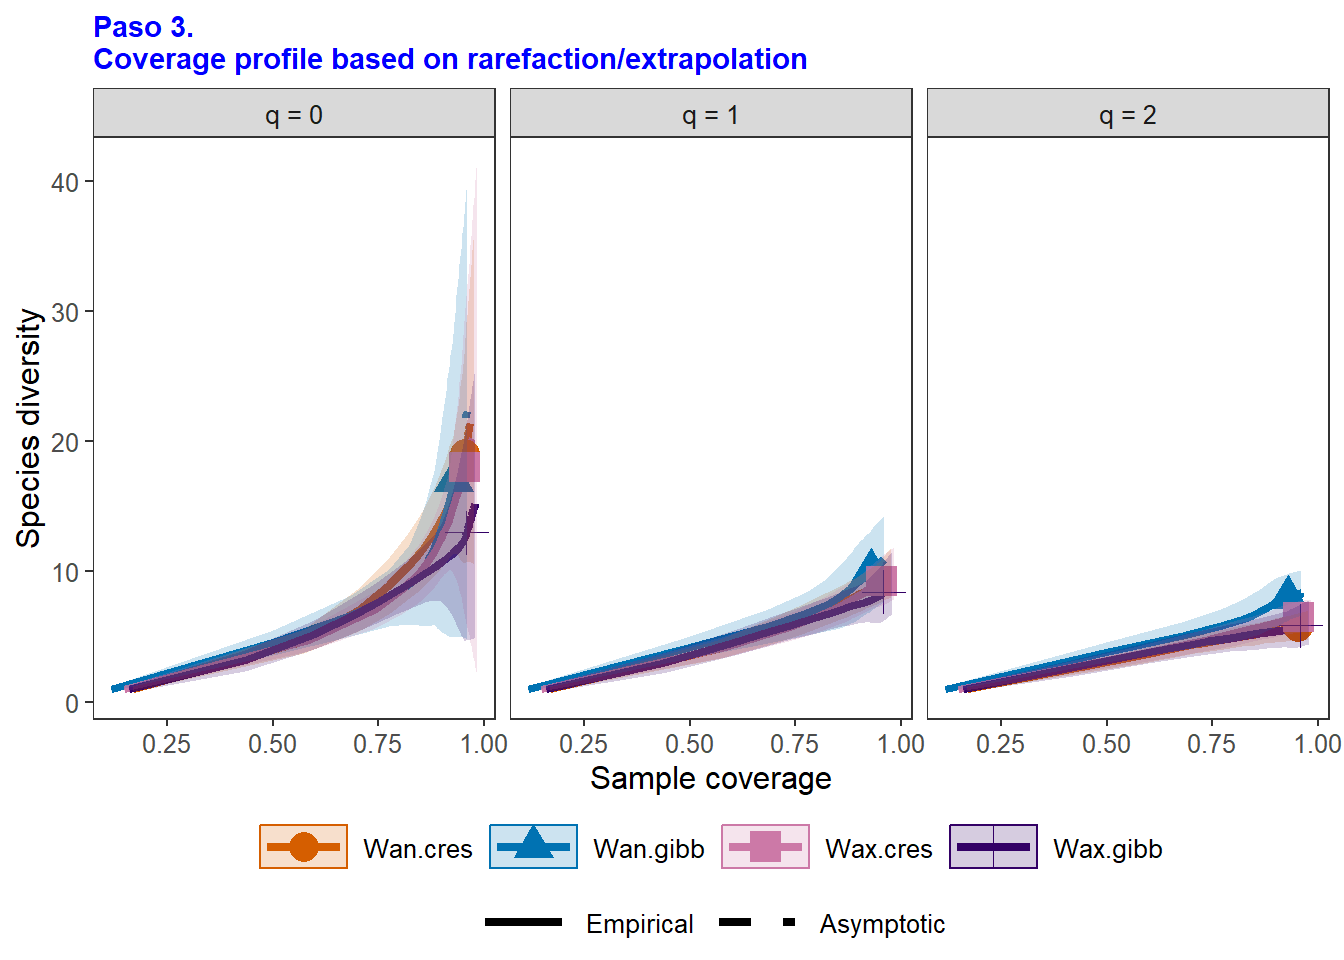 Paso 3.
Coverage profile based on rarefaction/extrapolation
q = 0
q = 1
q = 2
Species diversity
40
30
20
10
0
0.25 0.50 0.75 1.00
0.25 0.50 0.75 1.00
0.25 0.50 0.75 1.00
Sample coverage
Wan.cres Wan.gibb Wax.cres Wax.gibb
Empirical Asymptotic